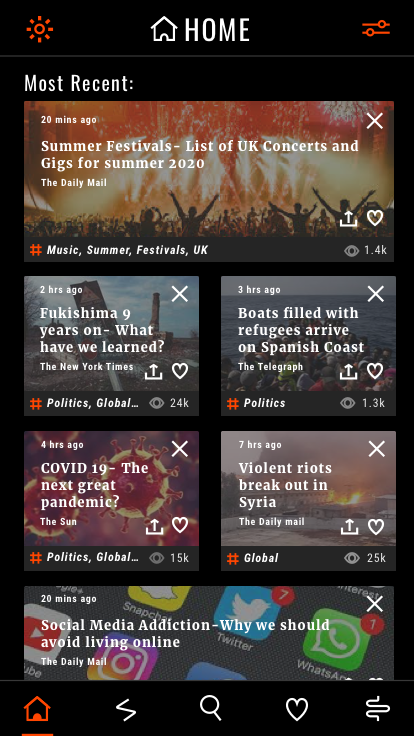 HOME
Most Recent:
20 mins ago
Summer Festivals- List of UK Concerts and
Gigs for summer 2020
The Daily Mail
# Music, Summer, Festivals, UK 1.4k
2 hrs ago
Fukishima 9
years on- What
have we learned?
The New York Times
# Politics, Global... 24k
3 hrs ago
Boats filled with
refugees arrive
on Spanish Coast
The Telegraph
# Politics 1.3k
4 hrs ago
COVID 19- The
next great
pandemic?
The Sun
# Politics, Global... 15k
7 hrs ago
Violent riots
break out in
Syria
The Daily mail
# Global 25k
20 mins ago
Social Media Addiction-Why we should
avoid living online
The Daily Mail
Snapchat
Twitter
7
WhatsApp
1